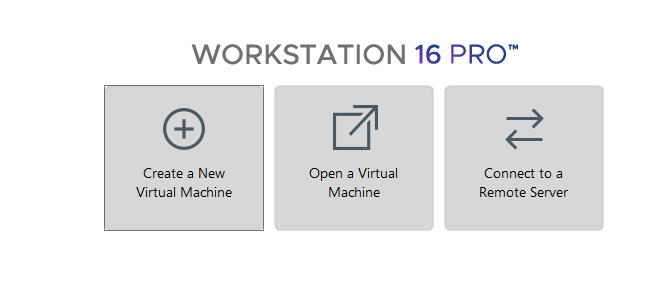 WORKSTATION 16 PRO™
Create a New
Virtual Machine
Open a Virtual
Machine
Connect to a
Remote Server